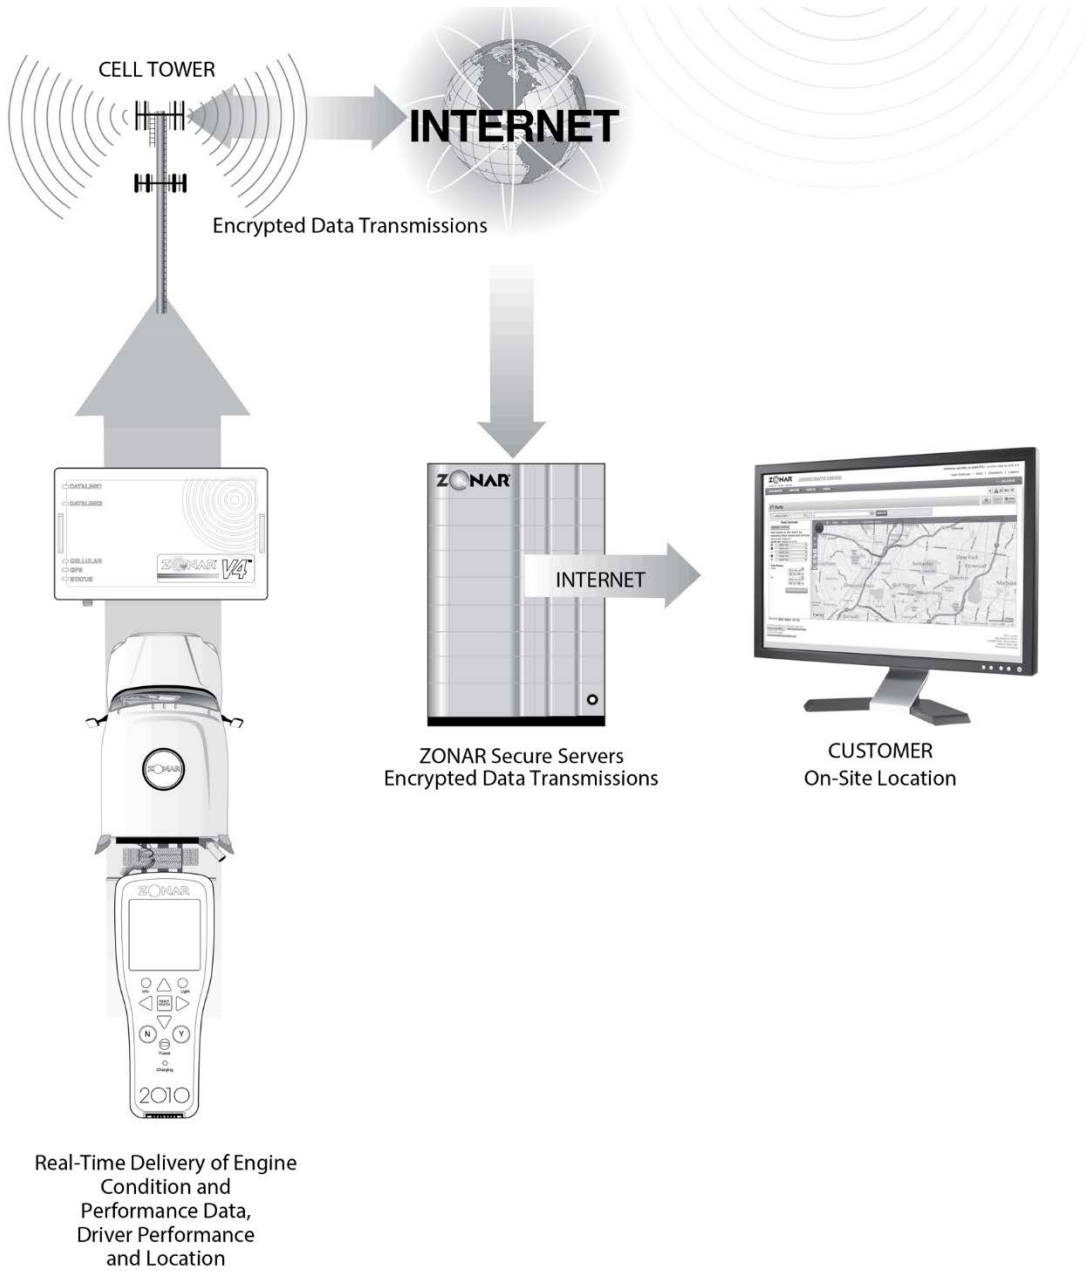 CELL TOWER
INTERNET
Encrypted Data Transmissions
DATALINK1
DATALINK2
CELLULAR
GPS
STATUS
ZONAR V4™
ZONAR
ZONAR
Info
Light
N
Y
Power
Charging
2010
Real-Time Delivery of Engine
Condition and
Performance Data,
Driver Performance
and Location
ZONAR
INTERNET
ZONAR Secure Servers
Encrypted Data Transmissions
ZONAR
CUSTOMER
On-Site Location